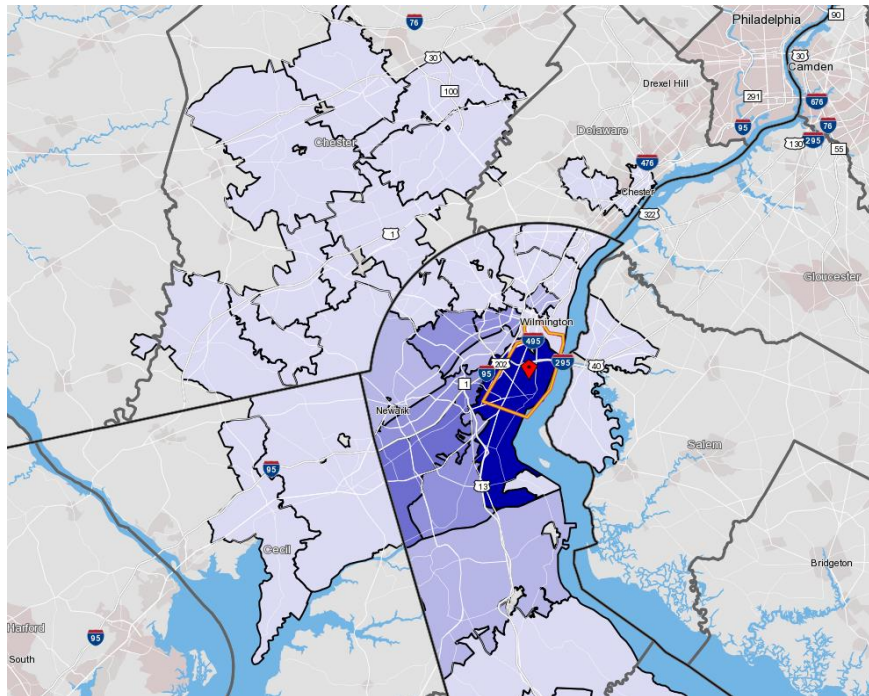 90
Philadelphia
76
30
30
Camden
Drexel Hill
100
291
676
95
76
Delaware
130
295
55
Chester
476
Chester
322
1
Gloucester
Wilmington
495
202
295
40
95
1
Newark
Salem
95
13
Cecil
Bridgeton
Harford
95
South